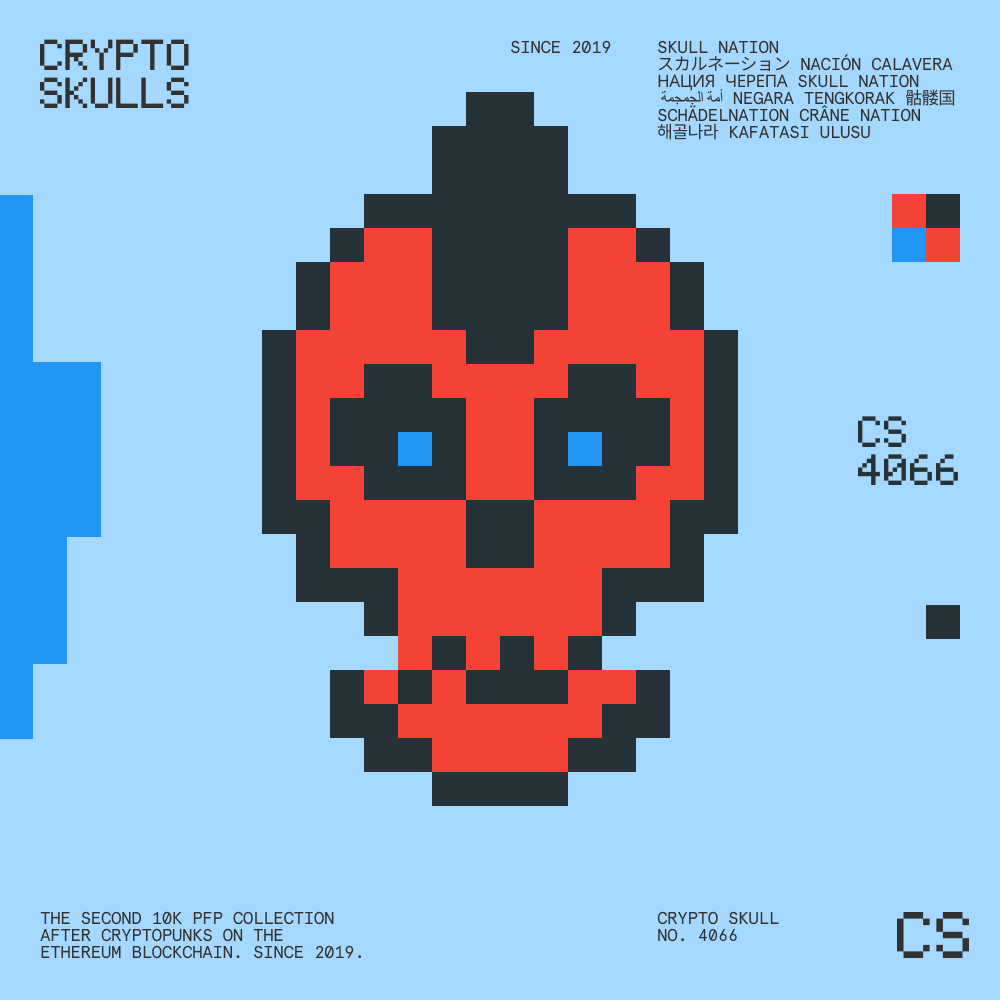 CRYPTO
SKULLS
SINCE 2019
SKULL NATION
スカルネーション NACIÓN CALAVERA
НАЦИЯ ЧЕРЕПА SKULL NATION
أمة الجمجمة NEGARA TENGKORAK 骷髅国
SCHÄDELNATION CRÂNE NATION
해골나라 KAFATASI ULUSU
CS
4066
THE SECOND 10K PFP COLLECTION
AFTER CRYPTOPUNKS ON THE
ETHEREUM BLOCKCHAIN. SINCE 2019.
CRYPTO SKULL
NO. 4066
CS